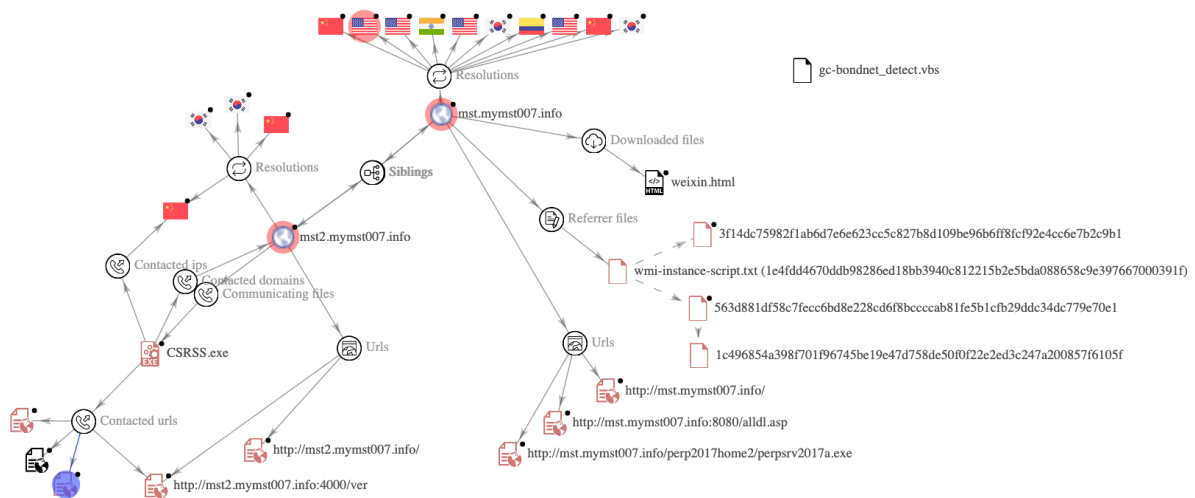 Resolutions
gc-bondnet_detect.vbs
mst.mymst007.info
Downloaded files
Resolutions
Siblings
weixin.html
HTML
Referrer files
mst2.mymst007.info
3f14dc75982f1ab6d7e6e623cc5c827b8d109be96b6ff8fcf92e4cc6e7b2c9b1
Contacted ips
wmi-instance-script.txt (1e4fdd4670ddb98286ed18bb3940c812215b2e5bda088658c9e397667000391f)
Contacted domains
Communicating files
563d881df58c7fecc6bd8e228cd6f8bccccab81fe5b1cfb29ddc34dc779e70e1
Urls
Urls
CSRSS.exe
EXE
1c496854a398f701f96745be19e47d758de50f0f22e2ed3c247a200857f6105f
http://mst.mymst007.info/
Contacted urls
http://mst.mymst007.info:8080/alldl.asp
http://mst2.mymst007.info/
http://mst.mymst007.info/perp2017home2/perpsrv2017a.exe
http://mst2.mymst007.info:4000/ver